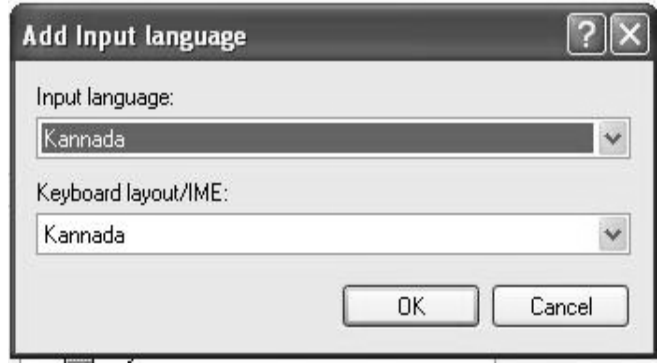 Add Input language
Input language:
Kannada
Keyboard layout/IME:
Kannada
OK Cancel